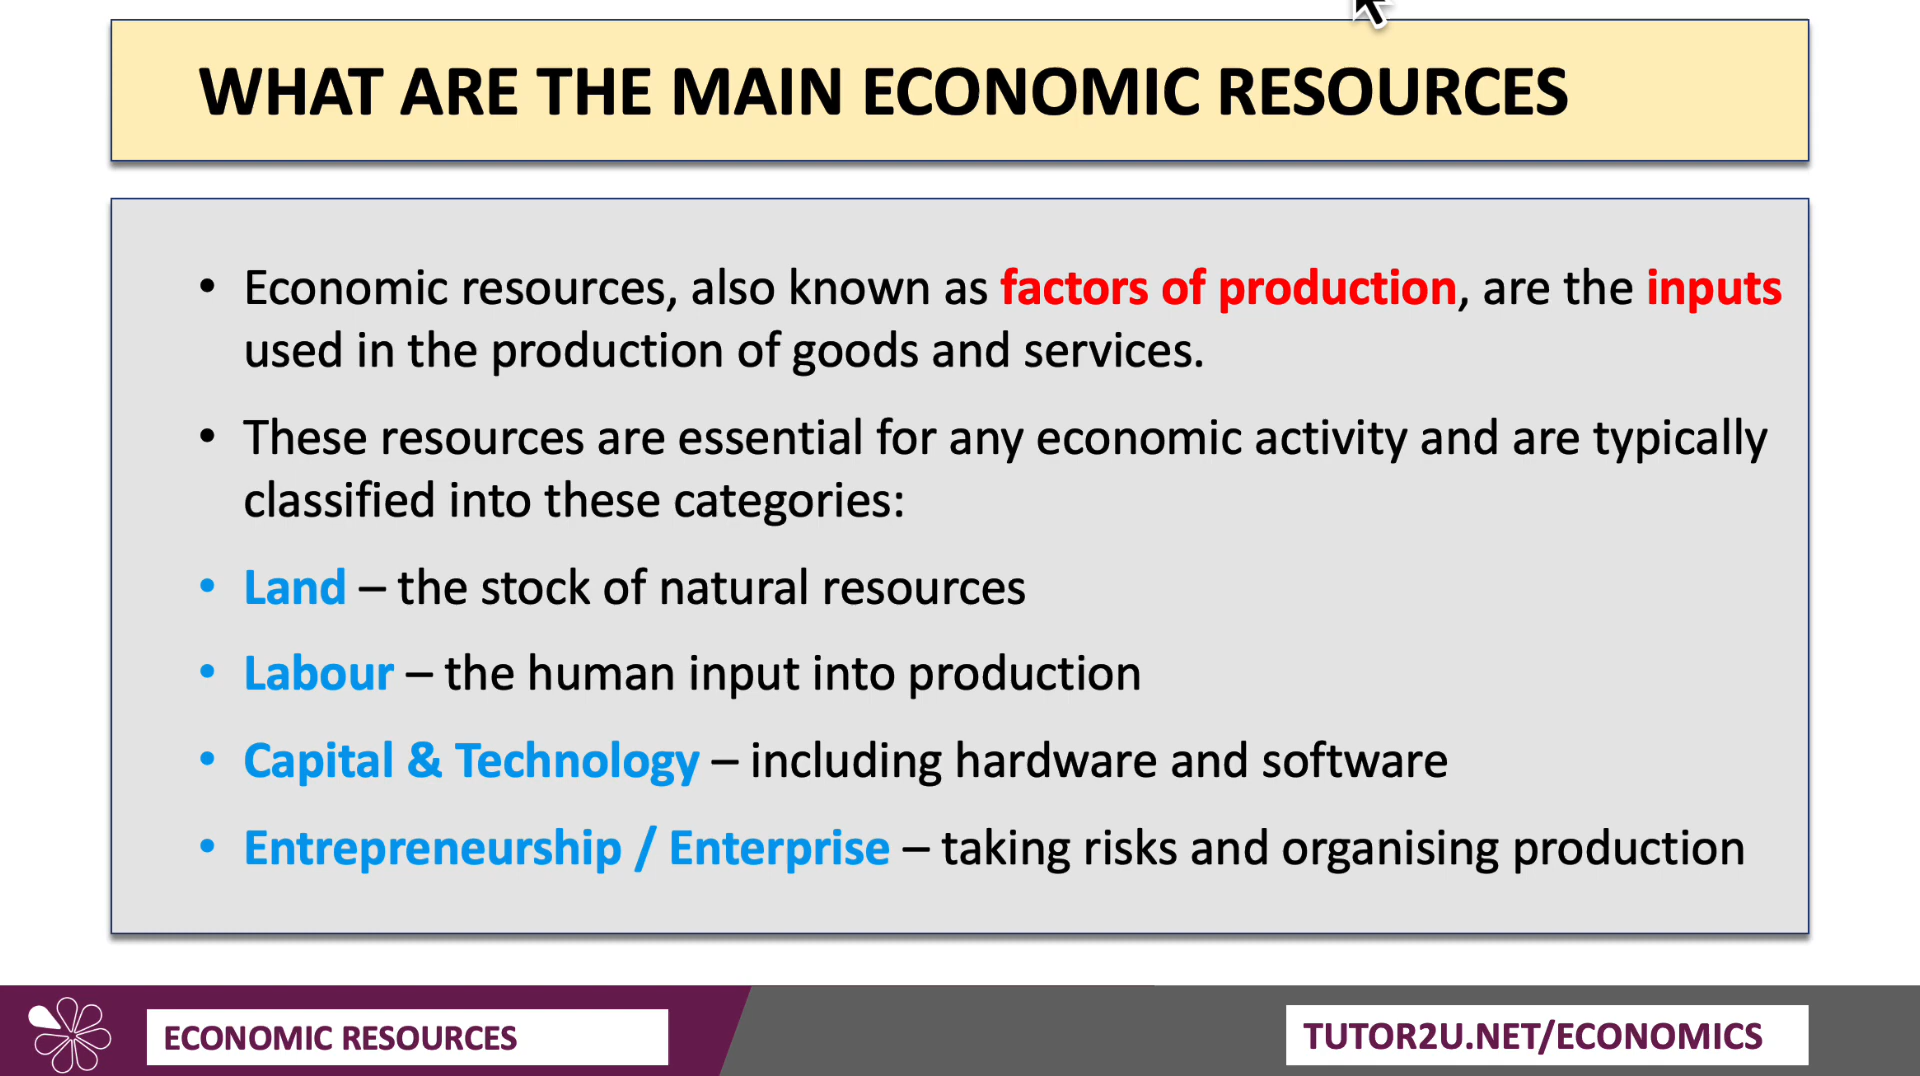 WHAT ARE THE MAIN ECONOMIC RESOURCES
• Economic resources, also known as factors of production, are the inputs
used in the production of goods and services.
• These resources are essential for any economic activity and are typically
classified into these categories:
• Land – the stock of natural resources
• Labour – the human input into production
• Capital & Technology – including hardware and software
• Entrepreneurship / Enterprise – taking risks and organising production
ECONOMIC RESOURCES
TUTOR2U.NET/ECONOMICS